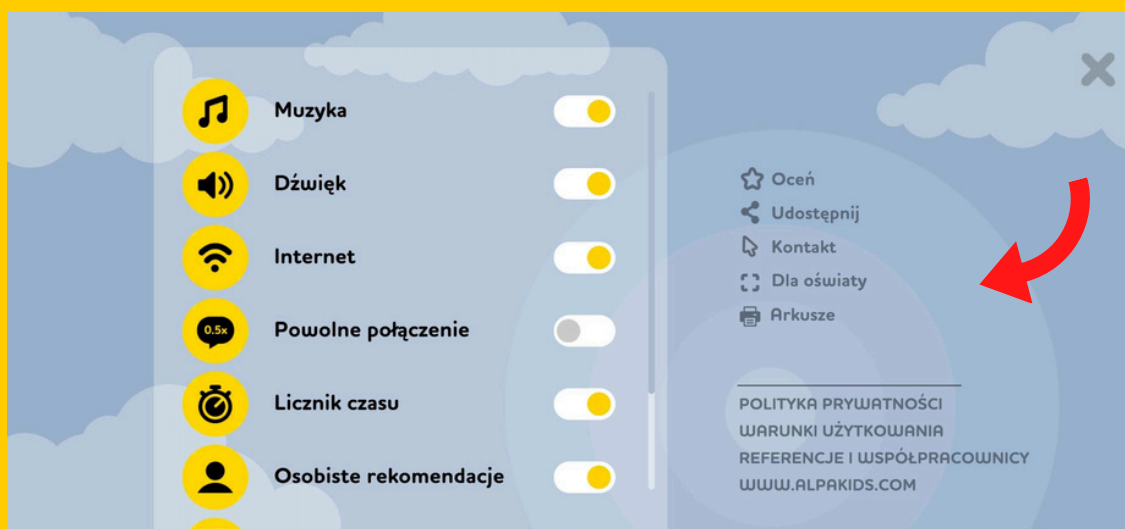 Muzyka
Dźwięk
Internet
0.5x
Powolne połączenie
Licznik czasu
Osobiste rekomendacje
Oceń
Udostępnij
Kontakt
Dla oświaty
Arkusze
POLITYKA PRYWATNOŚCI
WARUNKI UŻYTKOWANIA
REFERENCJE I WSPÓŁPRACOWNICY
WWW.ALPAKIDS.COM